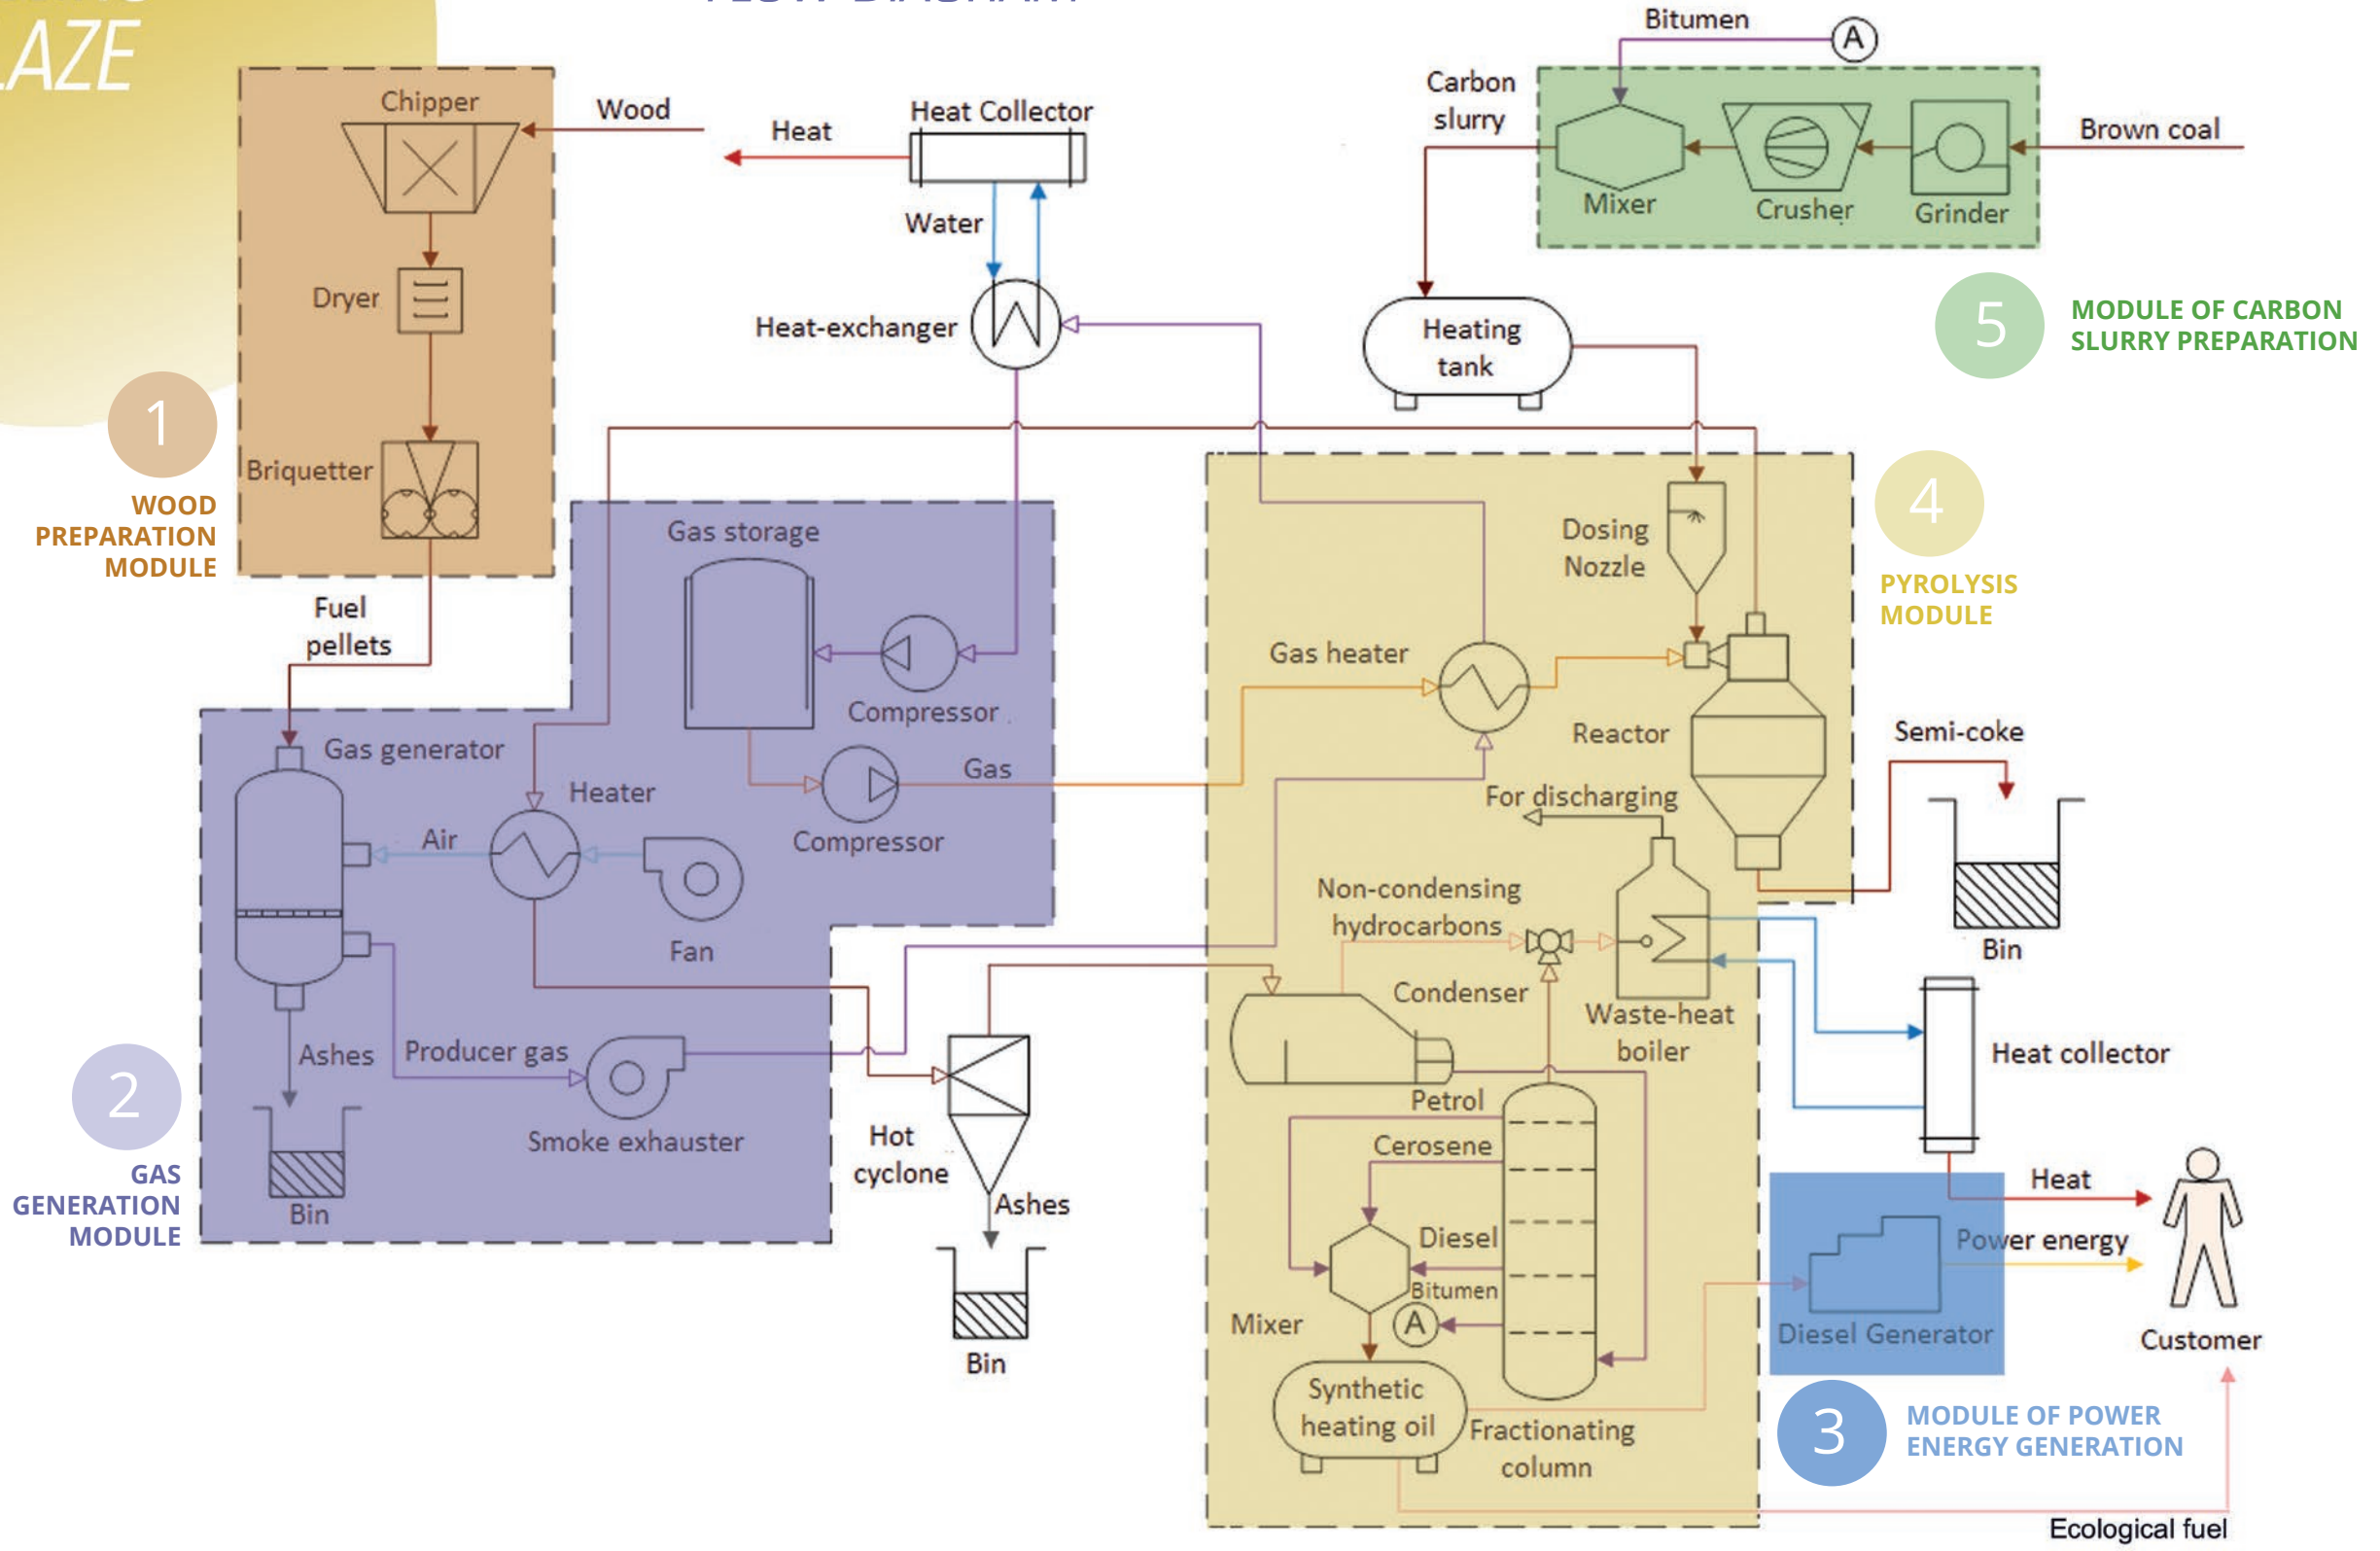 LAZE
FLOW DIAGRAM
Bitumen
A
Carbon
slurry
Mixer
Crusher
Grinder
Brown coal
5
MODULE OF CARBON
SLURRY PREPARATION
Chipper
Wood
Dryer
Briquetter
1
WOOD
PREPARATION
MODULE
Fuel
pellets
Heat
Heat Collector
Water
Heat-exchanger
Heating
tank
Gas storage
Compressor
Gas
Compressor
Gas generator
Heater
Air
Fan
Ashes
Producer gas
Smoke exhauster
Bin
2
GAS
GENERATION
MODULE
Hot
cyclone
Ashes
Bin
4
PYROLYSIS
MODULE
Dosing
Nozzle
Gas heater
Reactor
For discharging
Non-condensing
hydrocarbons
Condenser
Waste-heat
boiler
Petrol
Cerosene
Diesel
Bitumen
A
Mixer
Synthetic
heating oil
Fractionating
column
Semi-coke
Bin
Heat collector
Heat
Power energy
Diesel Generator
Customer
3
MODULE OF POWER
ENERGY GENERATION
Ecological fuel